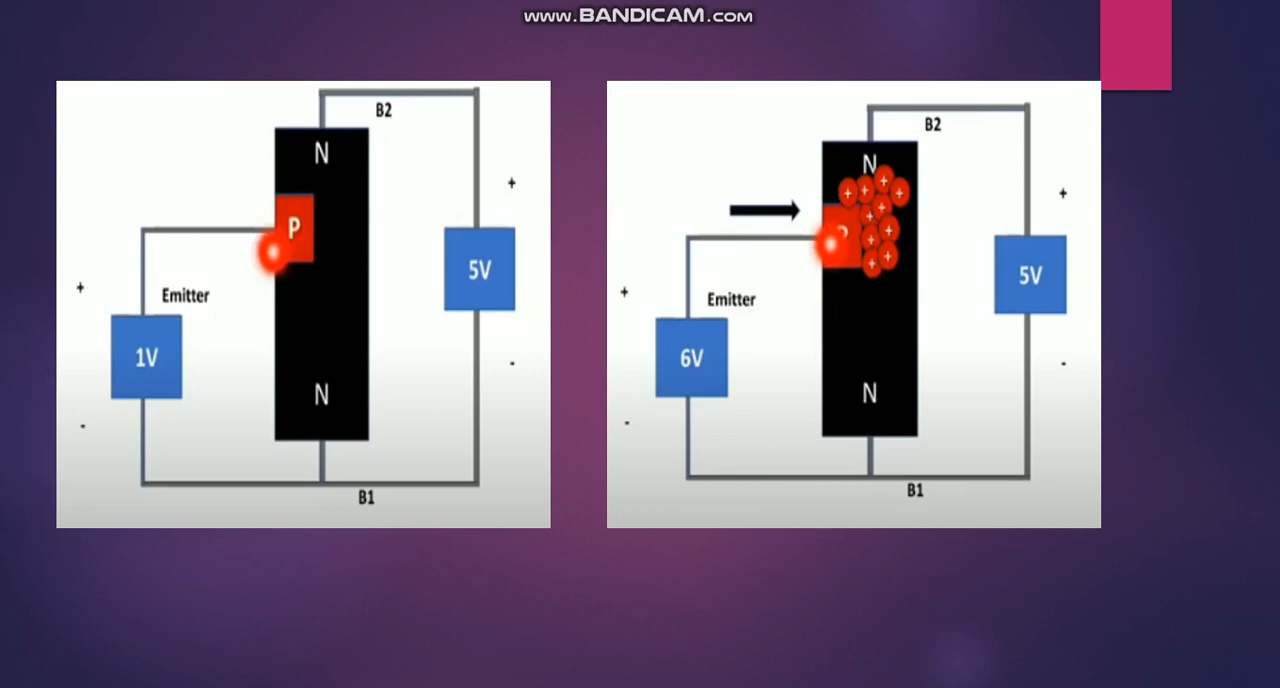 www.BANDICAM.com
B2
N
+
P
5V
+
Emitter
1V
-
-
N
B1
B2
N
+
+ + + +
+ +
+ +
+ +
5V
+
Emitter
6V
-
-
N
B1